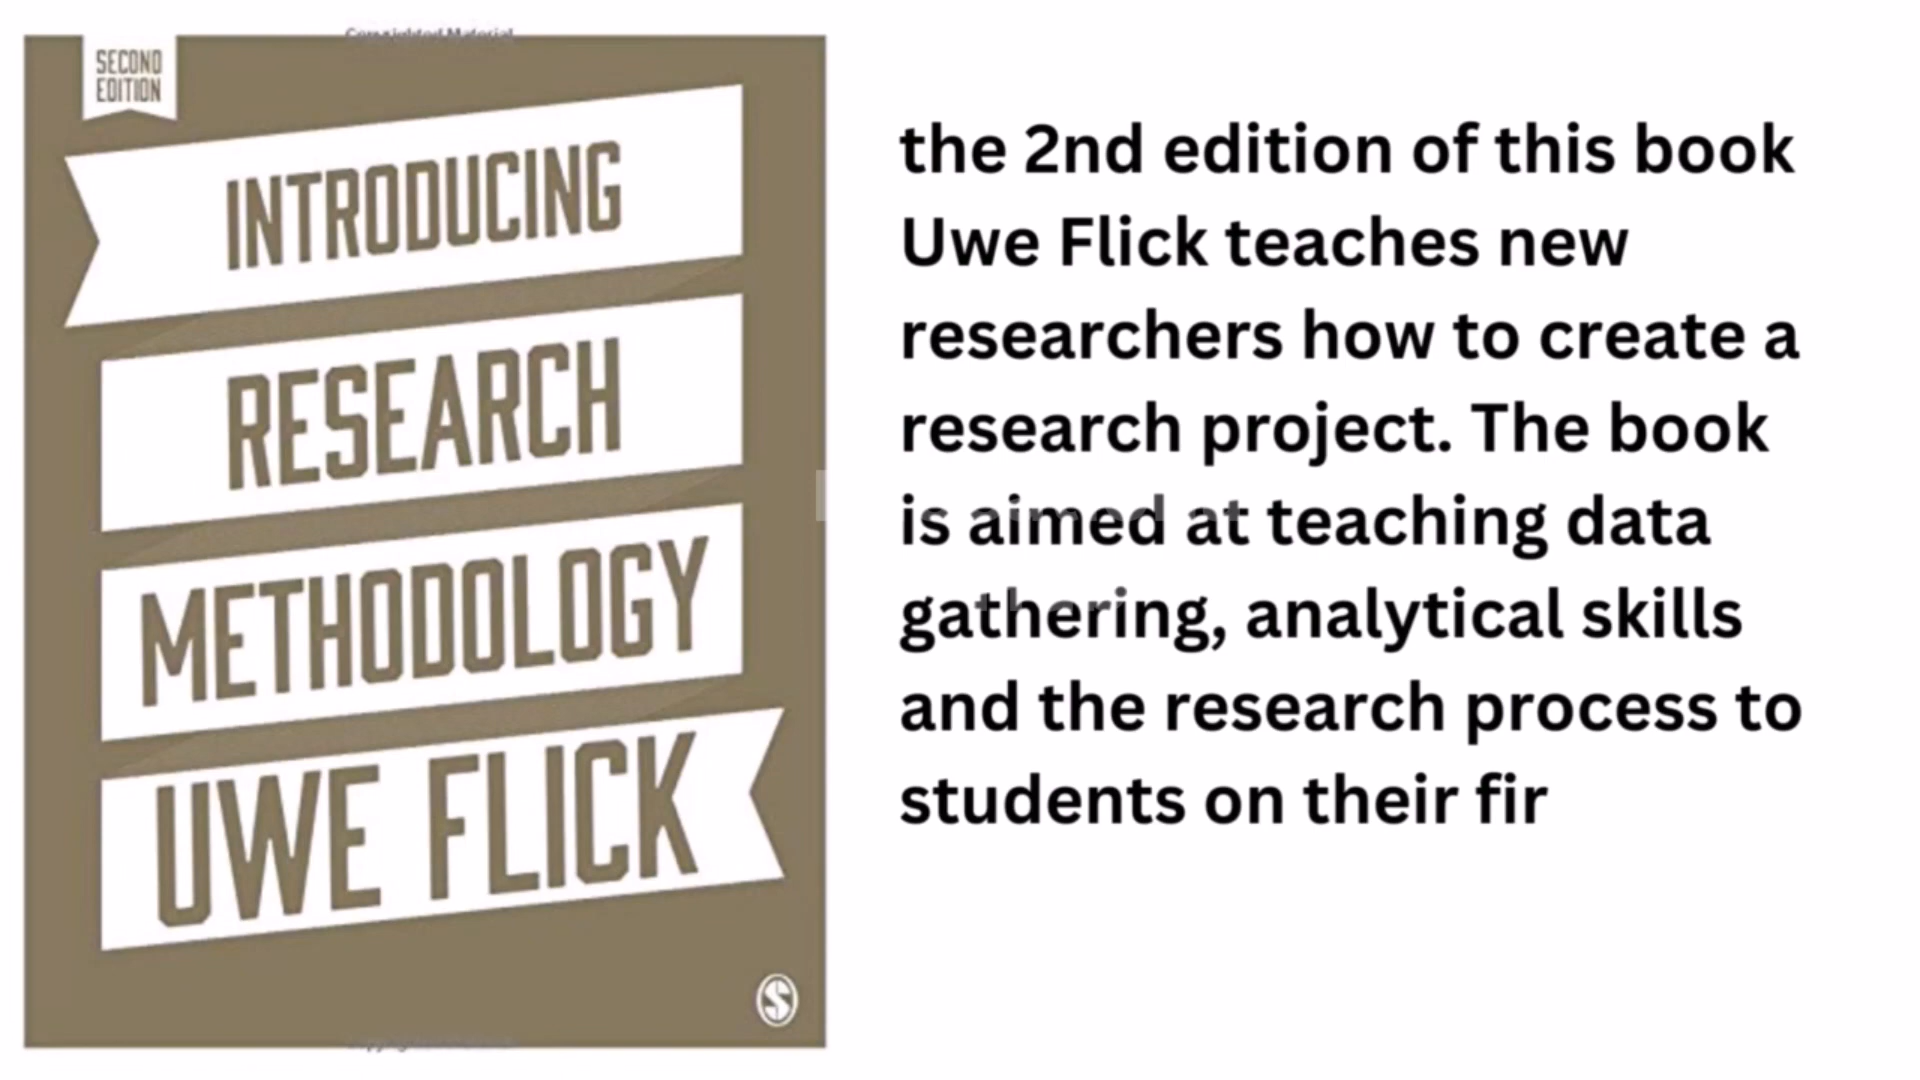 Copyrighted Material
SECOND
EDITION
INTRODUCING
RESEARCH
METHODOLOGY
UWE FLICK
the 2nd edition of this book
Uwe Flick teaches new
researchers how to create a
research project. The book
is aimed at teaching data
gathering, analytical skills
and the research process to
students on their fir